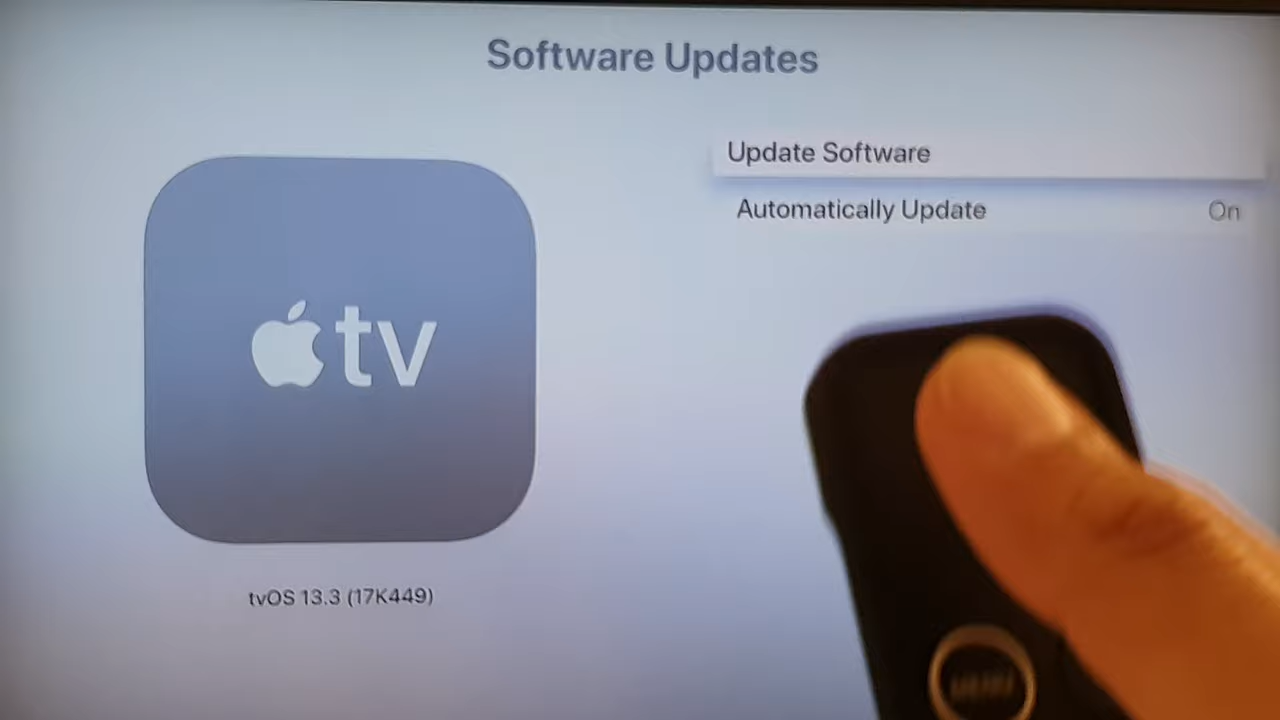 Software Updates
Update Software
Automatically Update On
tv
tvOS 13.3 (17K449)